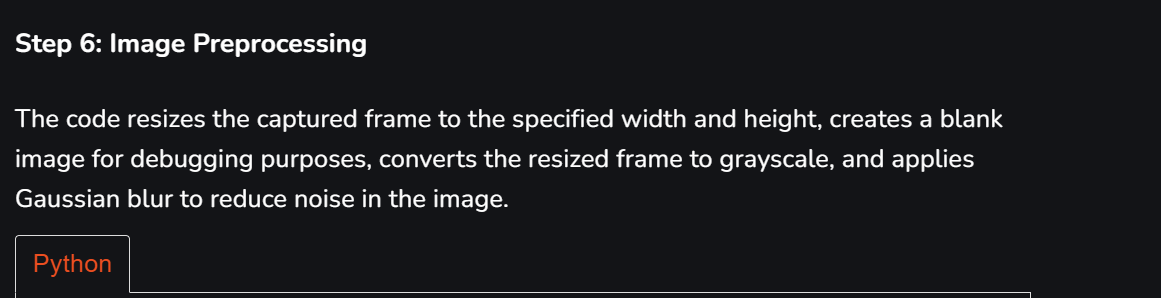 Step 6: Image Preprocessing
The code resizes the captured frame to the specified width and height, creates a blank
image for debugging purposes, converts the resized frame to grayscale, and applies
Gaussian blur to reduce noise in the image.
Python